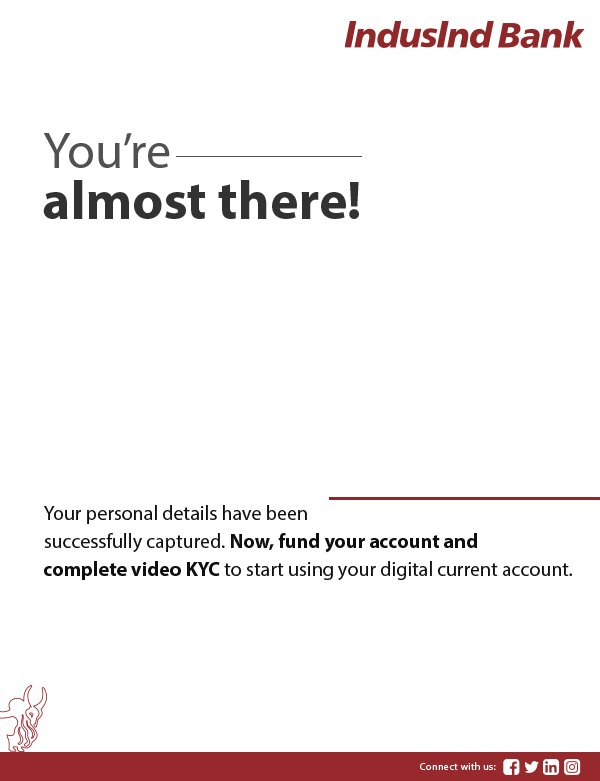 IndusInd Bank
You're
almost there!
Your personal details have been
successfully captured. Now, fund your account and
complete video KYC to start using your digital current account.
Connect with us: